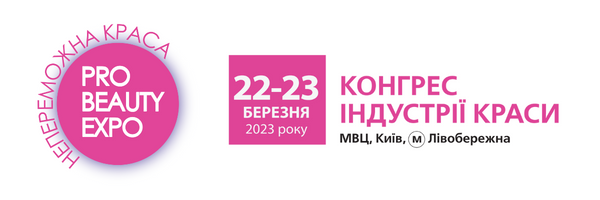 НЕПЕРЕМОЖНА КРАСА
PRO
BEAUTY
EXPO
22-23
БЕРЕЗНЯ
2023 року
КОНГРЕС
ІНДУСТРІЇ КРАСИ
МВЦ, Київ, м Лівобережна